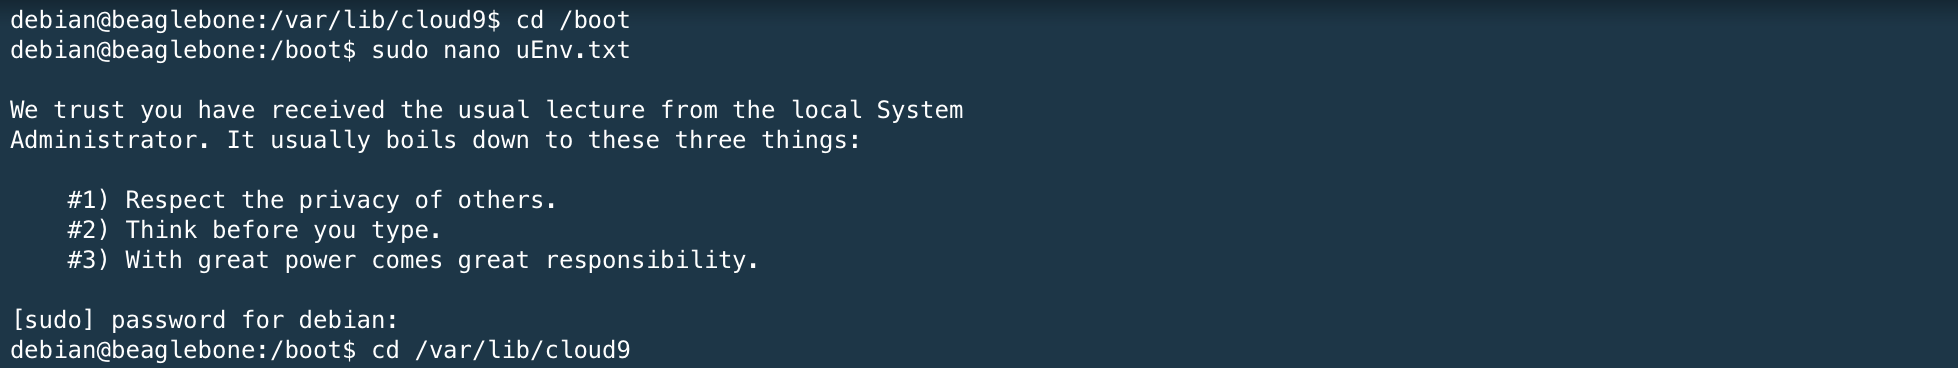 debian@beaglebone:/var/lib/cloud9$ cd /boot
debian@beaglebone:/boot$ sudo nano uEnv.txt
We trust you have received the usual lecture from the local System
Administrator. It usually boils down to these three things:
#1) Respect the privacy of others.
#2) Think before you type.
#3) With great power comes great responsibility.
[sudo] password for debian:
debian@beaglebone:/boot$ cd /var/lib/cloud9